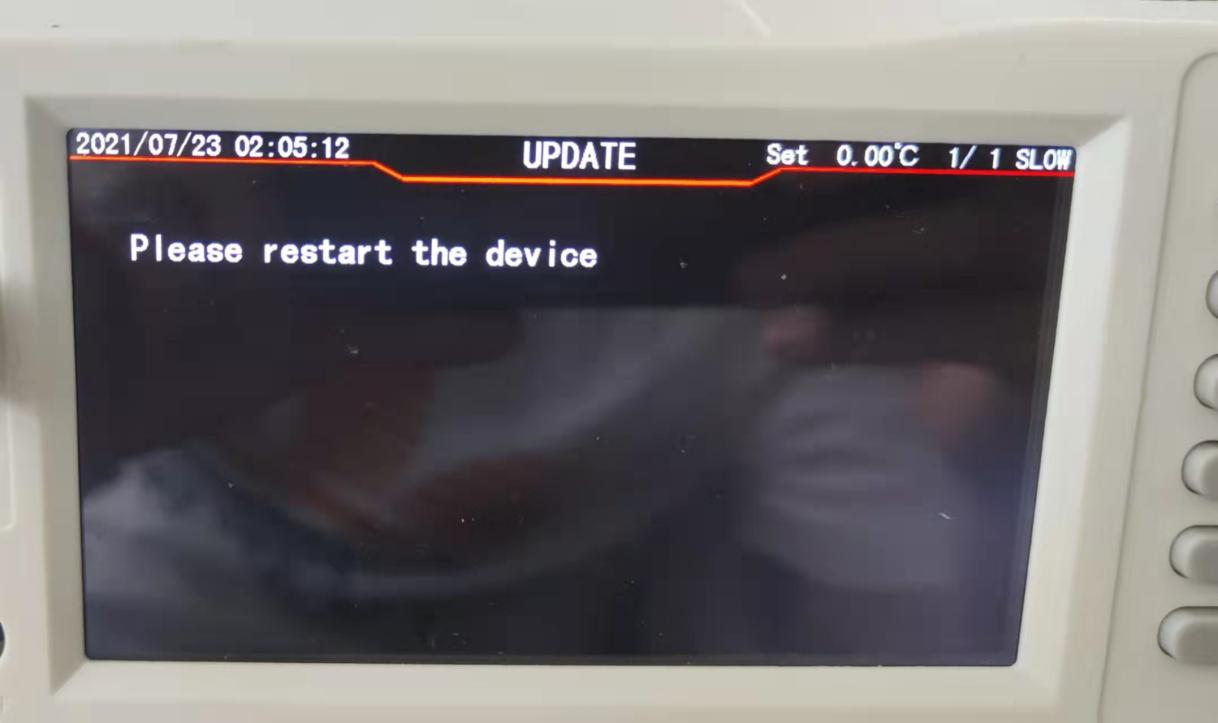 2021/07/23 02:05:12 UPDATE Set 0.00℃ 1/ 1 SLOW
Please restart the device